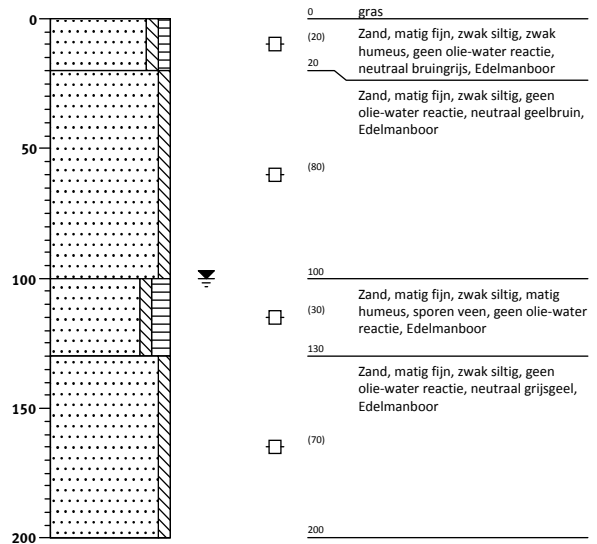 0
50
100
150
200
0 gras
(20) Zand, matig fijn, zwak siltig, zwak
humeus, geen olie-water reactie,
20 neutraal bruingrijs, Edelmanboor
Zand, matig fijn, zwak siltig, geen
olie-water reactie, neutraal geelbruin,
Edelmanboor
(80)
100
Zand, matig fijn, zwak siltig, matig
(30) humeus, sporen veen, geen olie-water
reactie, Edelmanboor
130
Zand, matig fijn, zwak siltig, geen
olie-water reactie, neutraal grijsgeel,
Edelmanboor
(70)
200